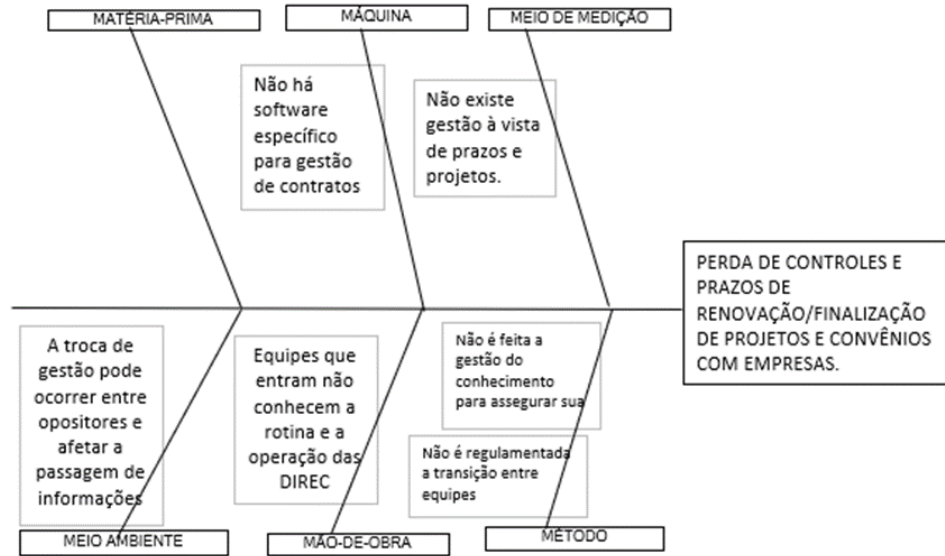 MATÉRIA-PRIMA
MÁQUINA
MEIO DE MEDIÇÃO
Não há
software
específico
para gestão
de contratos
Não existe
gestão à vista
de prazos e
projetos.
PERDA DE CONTROLES E
PRAZOS DE
RENOVAÇÃO/FINALIZAÇÃO
DE PROJETOS E CONVÊNIOS
COM EMPRESAS.
A troca de
gestão pode
ocorrer entre
opositores e
afetar a
passagem de
informações
Equipes que
entram não
conhecem a
rotina e a
operação das
DIREC
Não é feita a
gestão do
conhecimento
para assegurar sua
Não é regulamentada
a transição entre
equipes
MEIO AMBIENTE
MÃO-DE-OBRA
MÉTODO